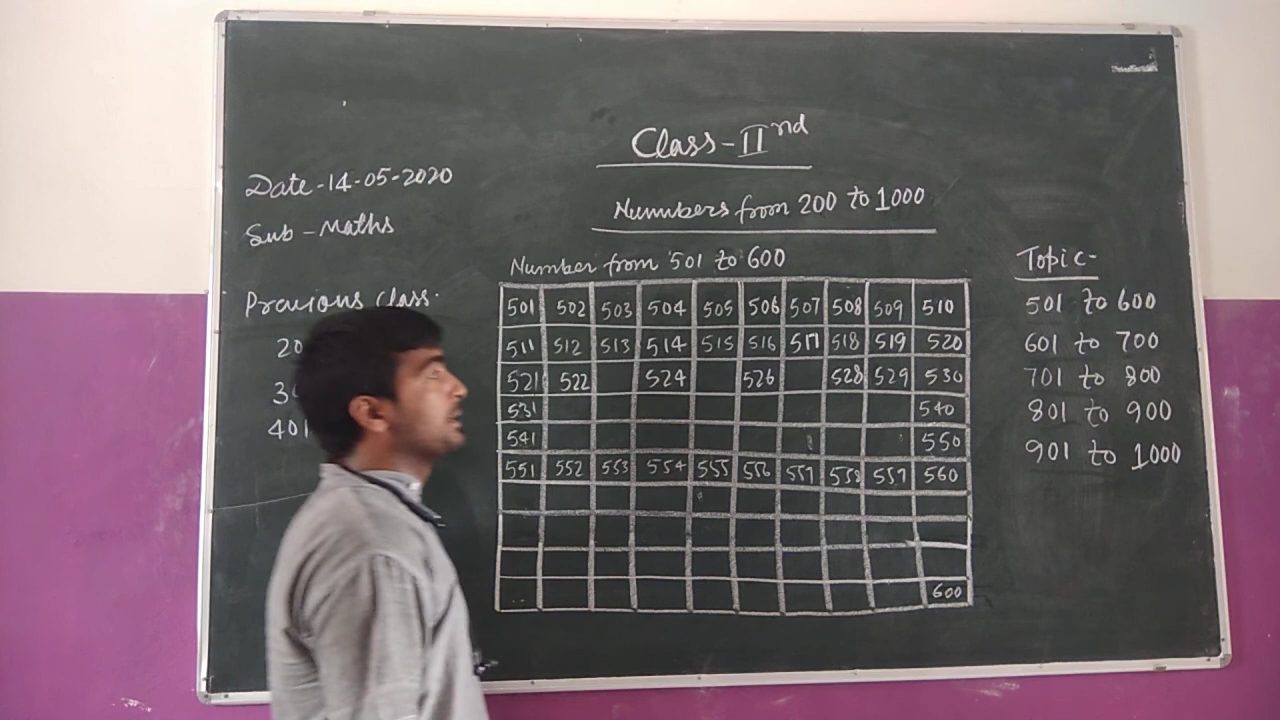 Class-IInd
Date-14-05-2020
Numbers from 200 to 1000
Sub-Maths
Number from 501 to 600
Topic-
Previous class.
501 to 600
601 to 700
701 to 800
801 to 900
901 to 1000
20
30
401
501 502 503 504 505 506 507 508 509 510
511 512 513 514 515 516 517 518 519 520
521 522 524 526 528 529 530
531 540
541 550
551 552 553 554 555 556 557 558 559 560
600